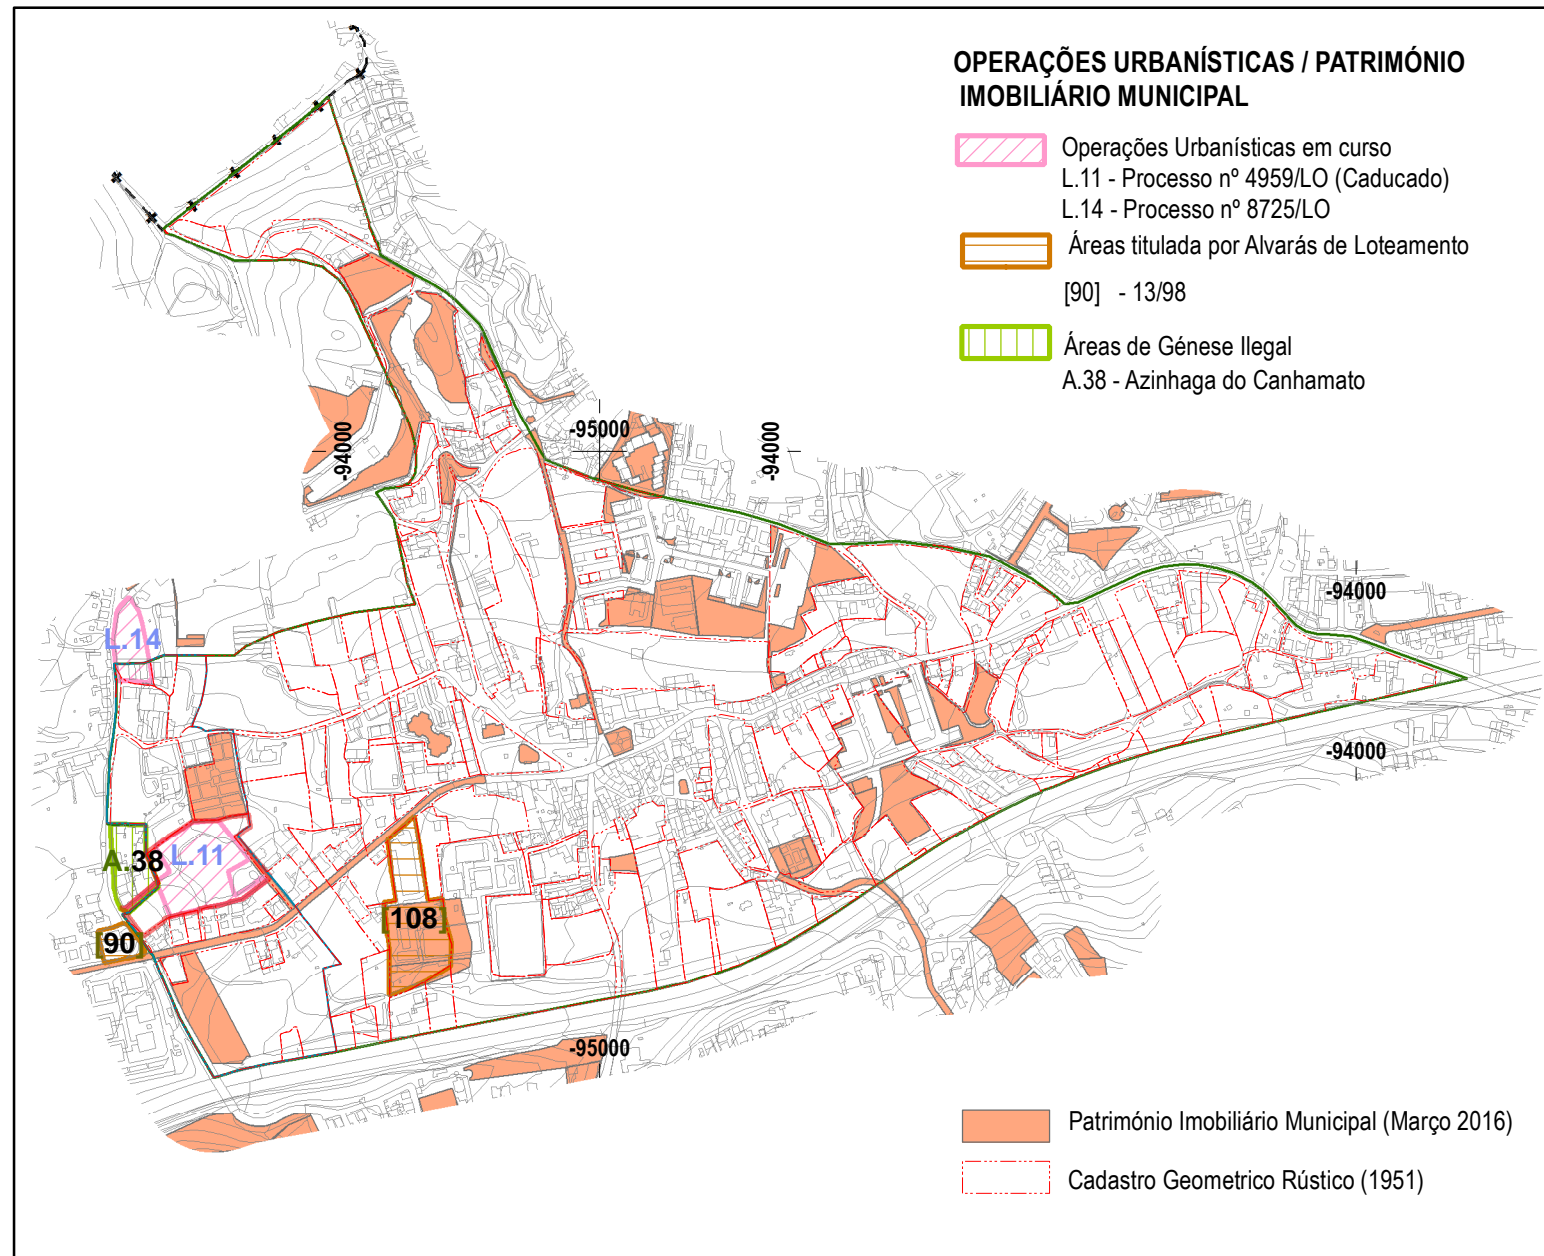 OPERAÇÕES URBANÍSTICAS / PATRIMÓNIO
IMOBILIÁRIO MUNICIPAL
Operações Urbanísticas em curso
L.11 - Processo nº 4959/LO (Caducado)
L.14 - Processo nº 8725/LO
Áreas titulada por Alvarás de Loteamento
[90] - 13/98
Áreas de Génese Ilegal
A.38 - Azinhaga do Canhamato
-94000
-95000
-94000
-94000
L.14
-94000
A.38
L.11
[108]
[90]
-95000
Património Imobiliário Municipal (Março 2016)
Cadastro Geometrico Rústico (1951)